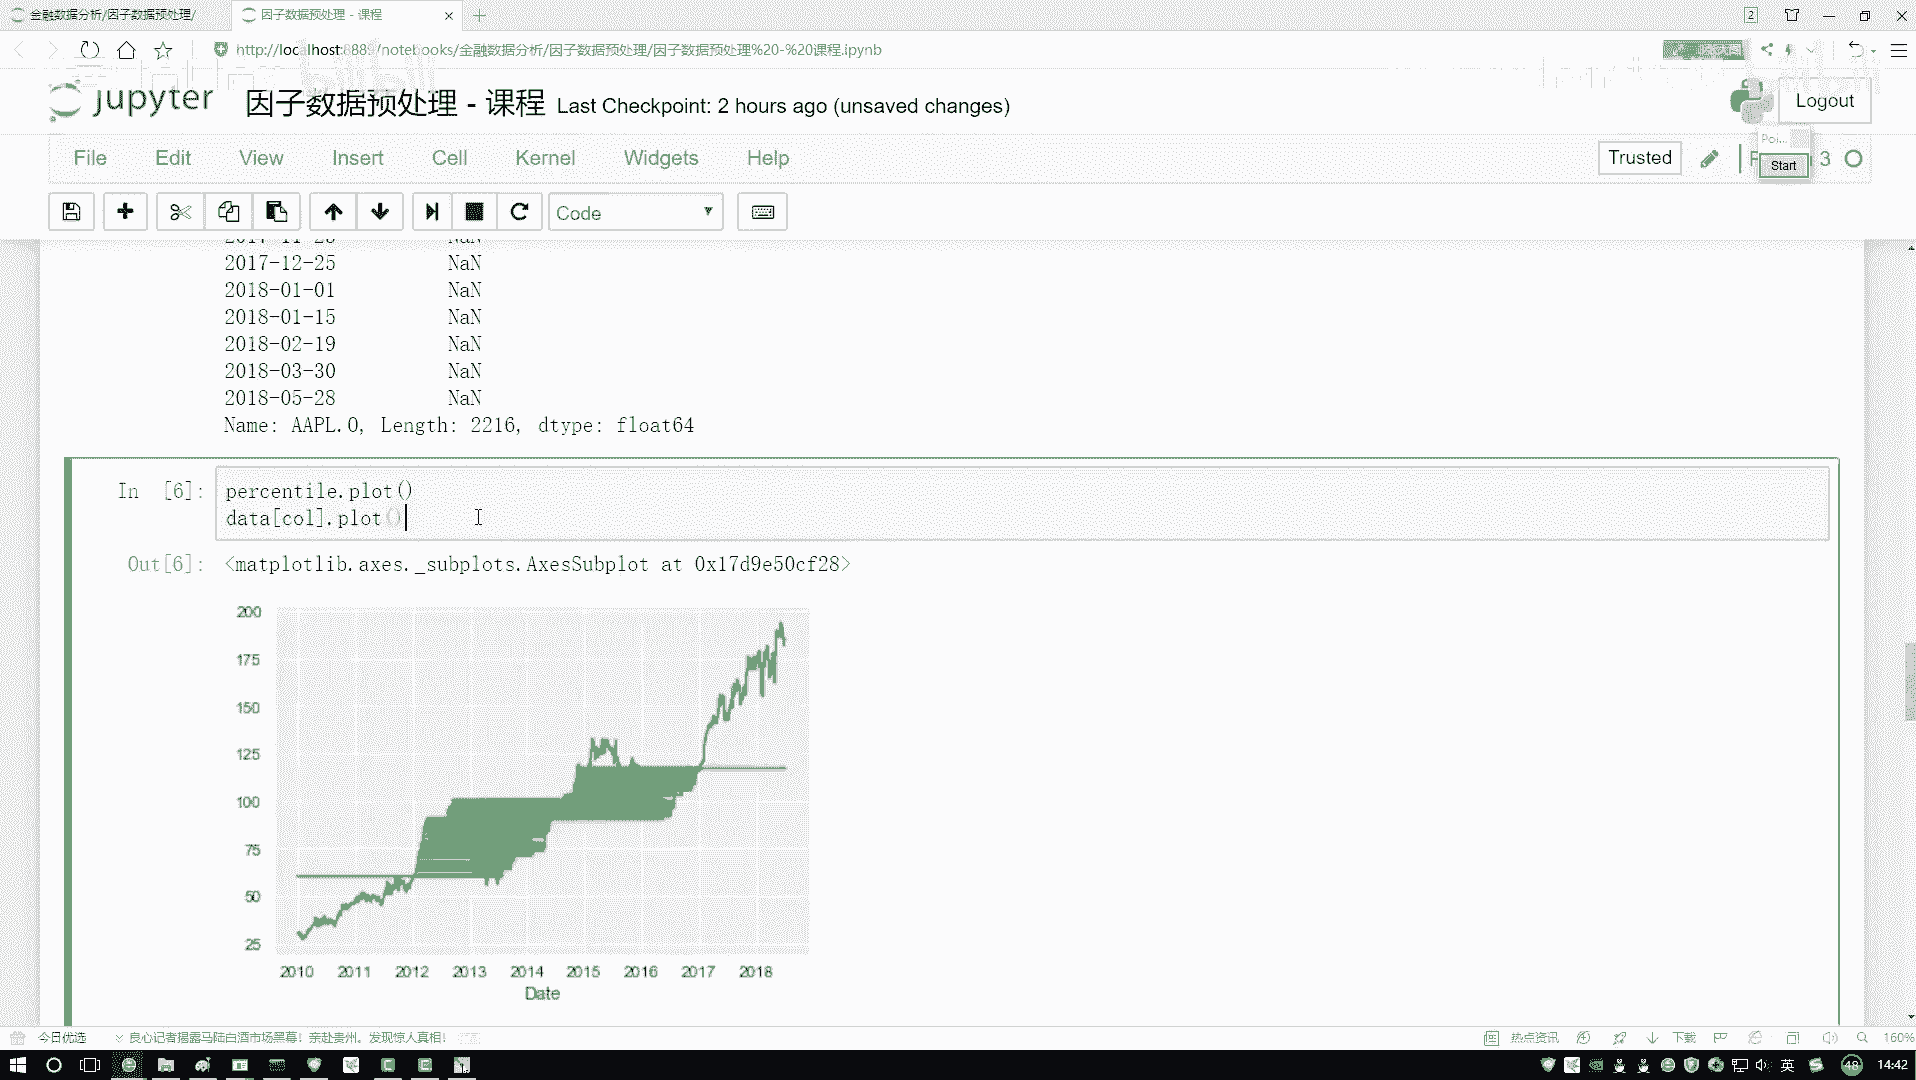 金融数据分析/因子数据预处理/
因子数据预处理 - 课程
2
http://localhost:8889/notebooks/金融数据分析/因子数据预处理/因子数据预处理%20-%20课程.ipynb
jupyter 因子数据预处理 - 课程 Last Checkpoint: 2 hours ago (unsaved changes)
Logout
File Edit View Insert Cell Kernel Widgets Help
Trusted
3
Start
Code
2017-12-25 NaN
2018-01-01 NaN
2018-01-15 NaN
2018-02-19 NaN
2018-03-30 NaN
2018-05-28 NaN
Name: AAPL.O, Length: 2216, dtype: float64
In [6]: percentile.plot()
data[col].plot()
Out[6]: <matplotlib.axes._subplots.AxesSubplot at 0x17d9e50cf28>
200
175
150
125
100
75
50
25
2010 2011 2012 2013 2014 2015 2016 2017 2018
Date
今日优选
良心记者揭露马陆白酒市场黑幕！亲赴贵州。发现惊人真相！
热点资讯
下载
160%
英
48
14:42